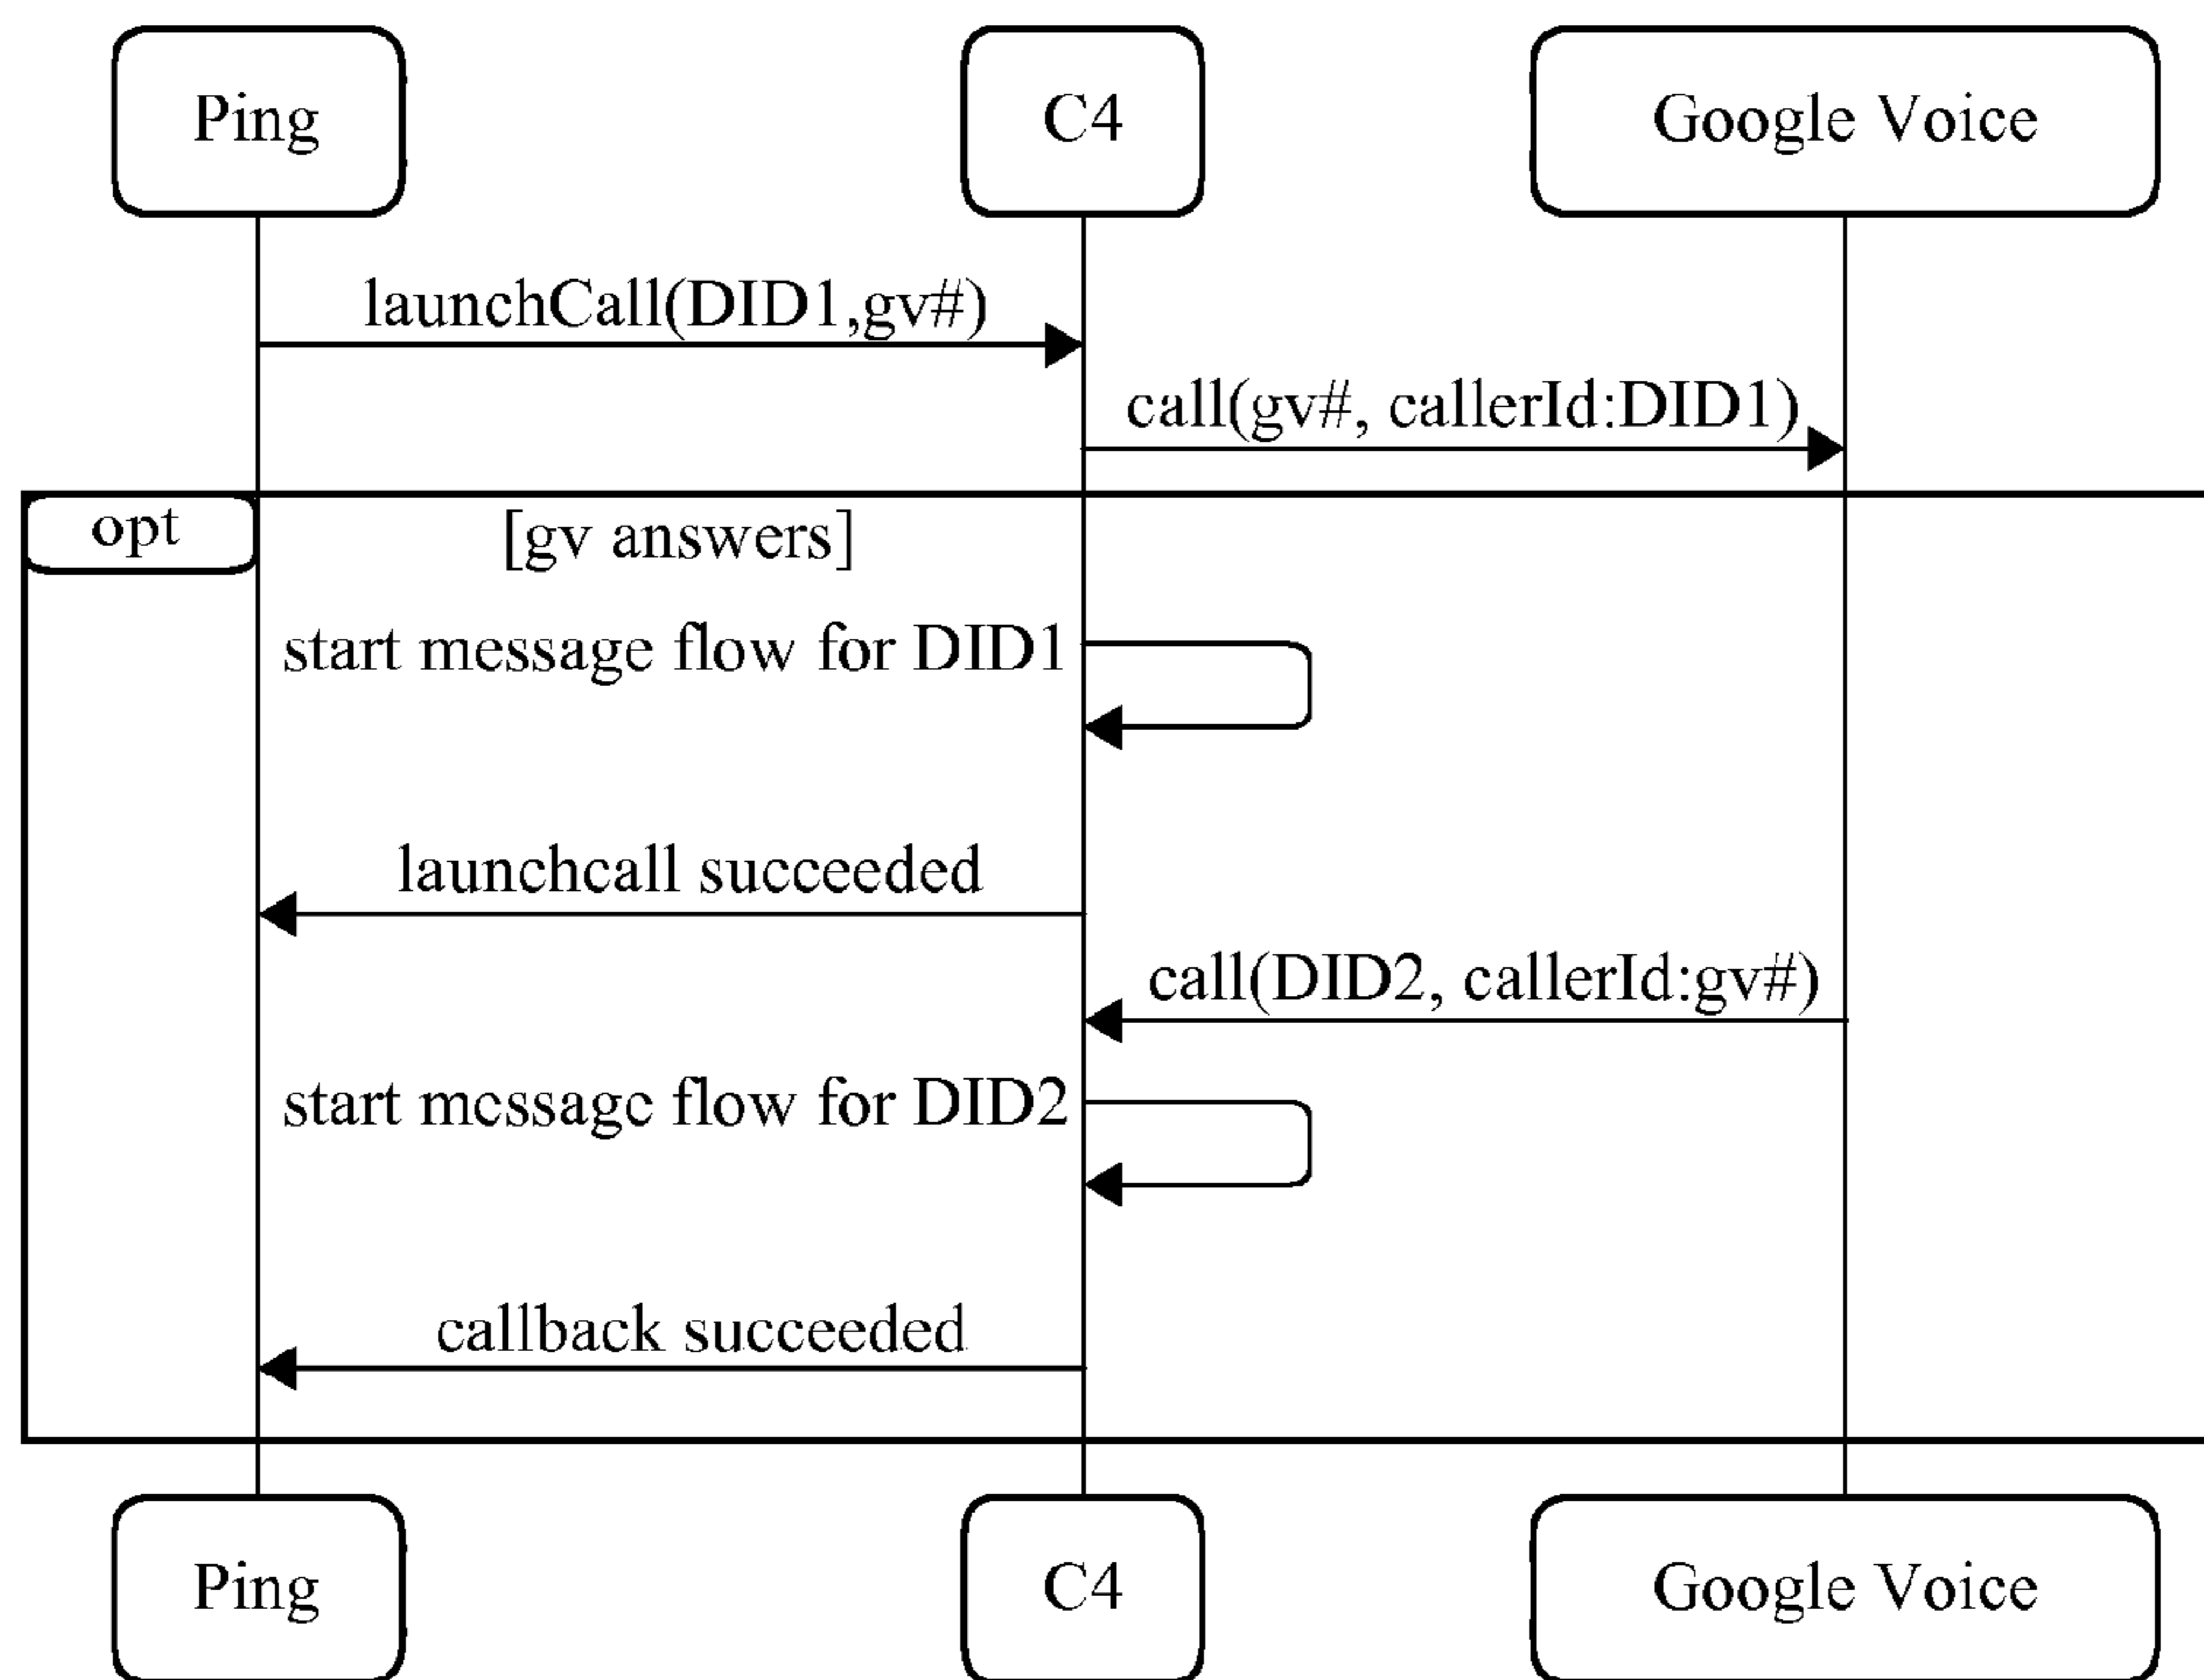 Ping
C4
Google Voice
launchCall(DID1,gv#)
call(gv#, callerId:DID1)
opt
[gv answers]
start message flow for DID1
launchcall succeeded
call(DID2, callerId:gv#)
start message flow for DID2
callback succeeded
Ping
C4
Google Voice